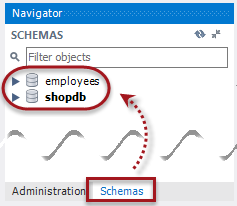 Navigator
SCHEMAS
Filter objects
employees
shopdb
Administration Schemas